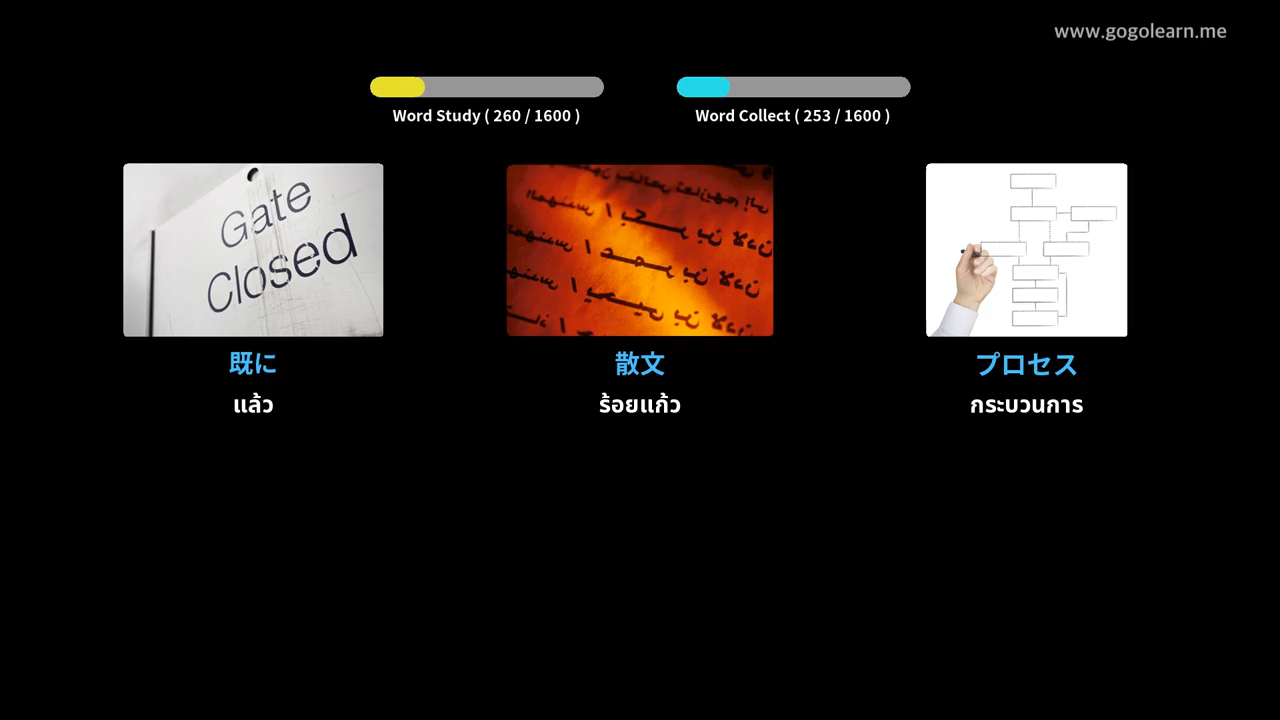 www.gogolearn.me
Word Study ( 260 / 1600 )
Word Collect ( 253 / 1600 )
Gate
Closed
既に
散文
プロセス
แล้ว
ร้อยแก้ว
กระบวนการ